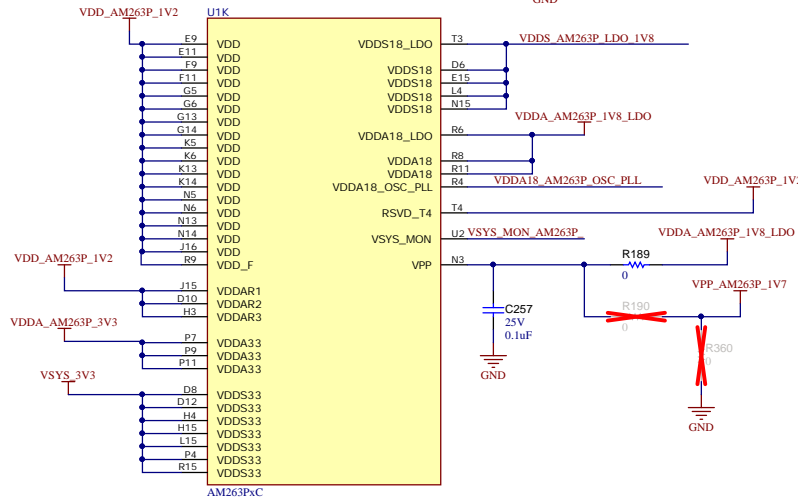 GND
VDD_AM263P_1V2
U1K
E9 VDD VDDS18_LDO T3 VDDS_AM263P_LDO_1V8
E11 VDD
F9 VDD VDDS18 D6
F11 VDD VDDS18 E15
G5 VDD VDDS18 L4
G6 VDD VDDS18 N15
G13 VDD
G14 VDD VDDA18_LDO R6 VDDA_AM263P_1V8_LDO
K5 VDD
K6 VDD VDDA18 R8
K13 VDD VDDA18 R11
K14 VDD VDDA18_OSC_PLL R4 VDDA18_AM263P_OSC_PLL
N5 VDD
N6 VDD RSVD_T4 T4
N13 VDD
N14 VDD VSYS_MON U2 VSYS_MON_AM263P_
J16 VDD
R9 VDD_F VPP N3
VDDA_AM263P_1V8_LDO
R189
0
VDD_AM263P_1V2
J15 VDDAR1
D10 VDDAR2
H3 VDDAR3
VPP_AM263P_1V7
C257
25V
0.1uF
GND
R190
0
GND
VDDA_AM263P_3V3
P7 VDDA33
P9 VDDA33
P11 VDDA33
VSYS_3V3
D8 VDDS33
D12 VDDS33
H4 VDDS33
H15 VDDS33
L15 VDDS33
P4 VDDS33
R15 VDDS33
AM263PxC